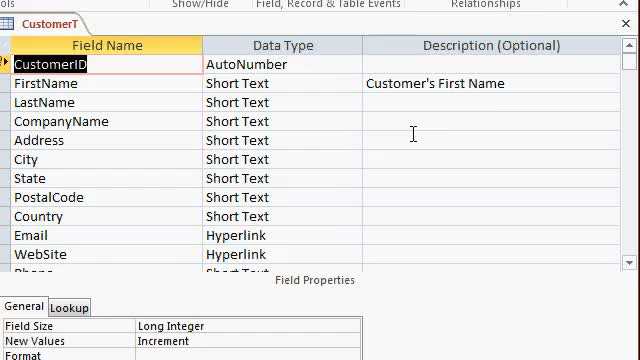 ols Show/Hide Field, Record & Table Events Relationships
CustomerT
Field Name Data Type Description (Optional)
CustomerID AutoNumber
FirstName Short Text Customer's First Name
LastName Short Text
CompanyName Short Text
Address Short Text
City Short Text
State Short Text
PostalCode Short Text
Country Short Text
Email Hyperlink
WebSite Hyperlink
Phone Short Text
Field Properties
General Lookup
Field Size Long Integer
New Values Increment
Format